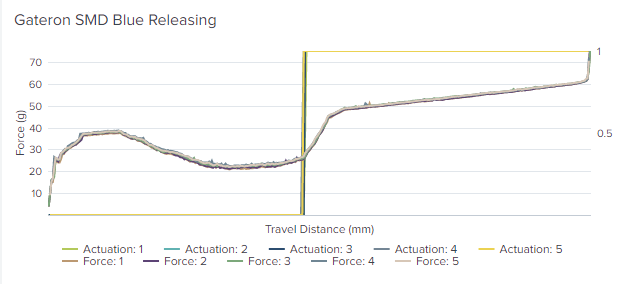 Gateron SMD Blue Releasing
1
70
60
50
40
30
20
10
0.5
Force (g)
Travel Distance (mm)
Actuation: 1 Actuation: 2 Actuation: 3 Actuation: 4 Actuation: 5
Force: 1 Force: 2 Force: 3 Force: 4 Force: 5